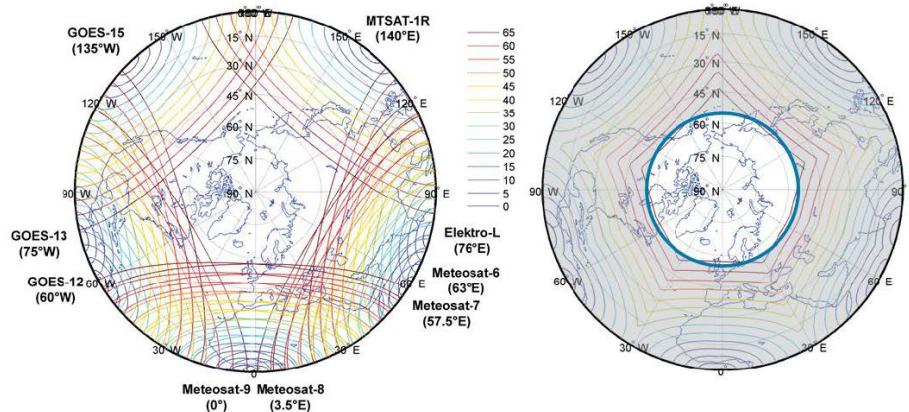 GOES-15
(135°W)
MTSAT-1R
(140°E)
150° W
15° N
30° N
45° N
60° N
75° N
90° N
150° E
120° W
120° E
90° W
90° E
60° W
30° W
0°
30° E
GOES-13
(75°W)
GOES-12
(60°W)
Elektro-L
(76°E)
Meteosat-6
(63°E)
Meteosat-7
(57.5°E)
Meteosat-9
(0°)
Meteosat-8
(3.5°E)
65
60
55
50
45
40
35
30
25
20
15
10
5
0
150° W
15° N
30° N
45° N
60° N
75° N
90° N
150° E
120° W
120° E
90° W
90° E
60° W
60° E
30° W
30° E
0°